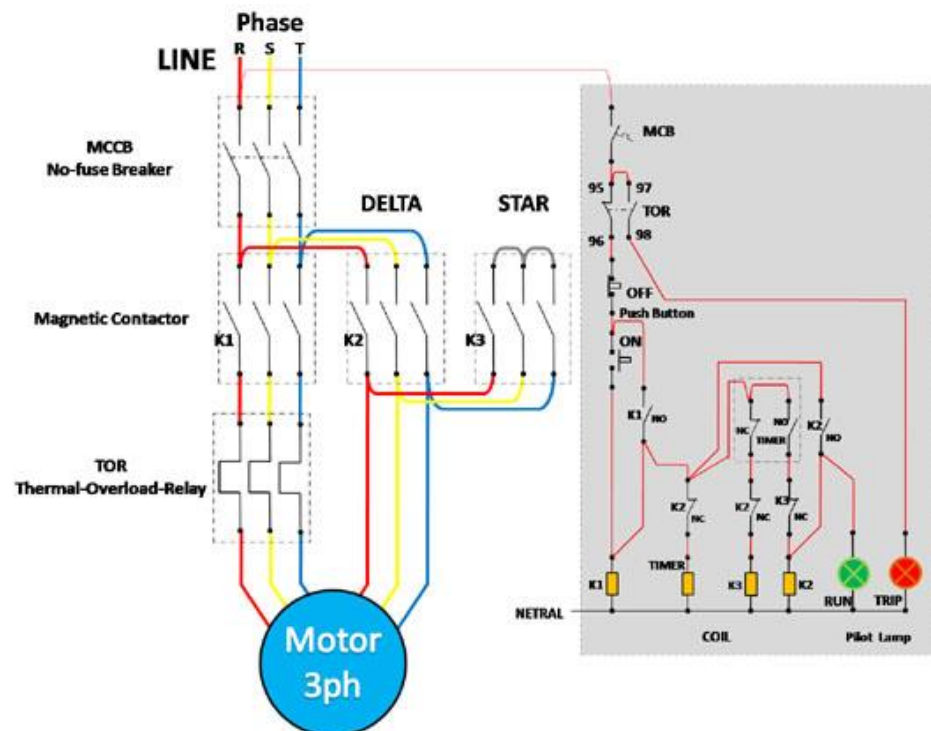 Phase
R S T
LINE
MCCB
No-fuse Breaker
MCB
95 97
TOR
96 98
DELTA STAR
OFF
Push Button
ON
Magnetic Contactor
K1
K2
K3
K1
NO
NC
TIMER
NO
K2
NO
TOR
Thermal-Overload-Relay
K2
NC
K2
NC
K3
NC
TIMER
K1
K3
K2
RUN
TRIP
NETRAL
COIL
Pilot Lamp
Motor
3ph